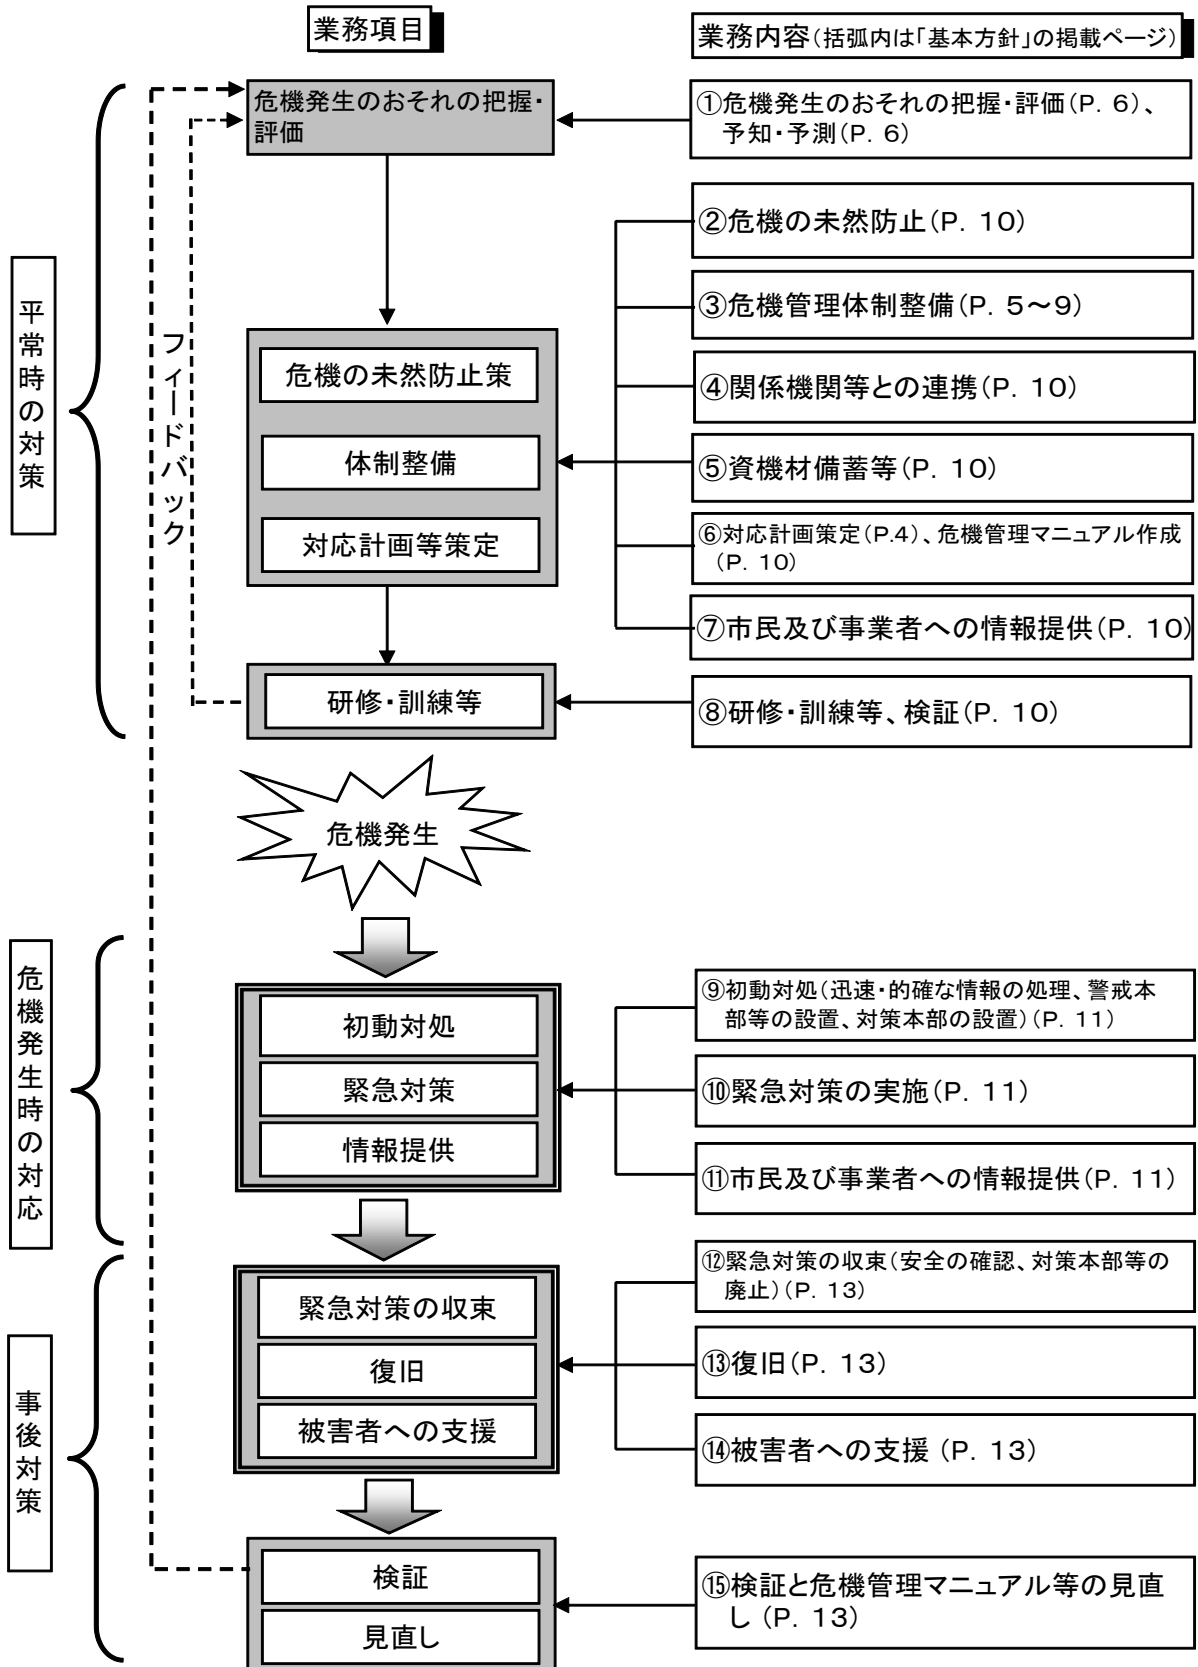 業務項目
業務内容(括弧内は「基本方針」の掲載ページ)
平常時の対策
フィードバック
危機発生のおそれの把握・
評価
①危機発生のおそれの把握・評価(P. 6)、
予知・予測(P. 6)
②危機の未然防止(P. 10)
③危機管理体制整備(P. 5～9)
危機の未然防止策
④関係機関等との連携(P. 10)
体制整備
⑤資機材備蓄等(P. 10)
対応計画等策定
⑥対応計画策定(P.4)、危機管理マニュアル作成
(P. 10)
⑦市民及び事業者への情報提供(P. 10)
研修・訓練等
⑧研修・訓練等、検証(P. 10)
危機発生
危機発生時の対応
初動対処
緊急対策
情報提供
⑨初動対処(迅速・的確な情報の処理、警戒本
部等の設置、対策本部の設置)(P. 11)
⑩緊急対策の実施(P. 11)
⑪市民及び事業者への情報提供(P. 11)
事後対策
緊急対策の収束
復旧
被害者への支援
⑫緊急対策の収束(安全の確認、対策本部等の
廃止)(P. 13)
⑬復旧(P. 13)
⑭被害者への支援 (P. 13)
検証
見直し
⑮検証と危機管理マニュアル等の見直
し (P. 13)